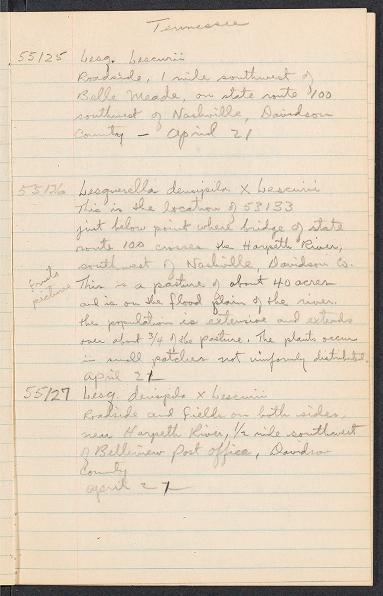 Tennessee
55125 Lesq. Lescurii
Roadside, 1 mile southwest of
Belle Meade, on state route 100
southwest of Nashville, Davidson
County — April 21
55126 Lesquerella densipila x Lescurii
This is the location of 53133
just below point where bridge of state
route 100 crosses the Harpeth River,
southwest of Nashville, Davidson Co.
This is a pasture of about 40 acres
and is on the flood plain of the river.
the population is extensive and extends
over about 3/4 of the pasture. The plants occur
in small patches not uniformly distributed.
April 21
picture
55127 Lesq. densipila x Lescurii
Roadside and fields on both sides
near Harpeth River, 1/2 mile southwest
of Bellevue Post Office, Davidson
County
April 21